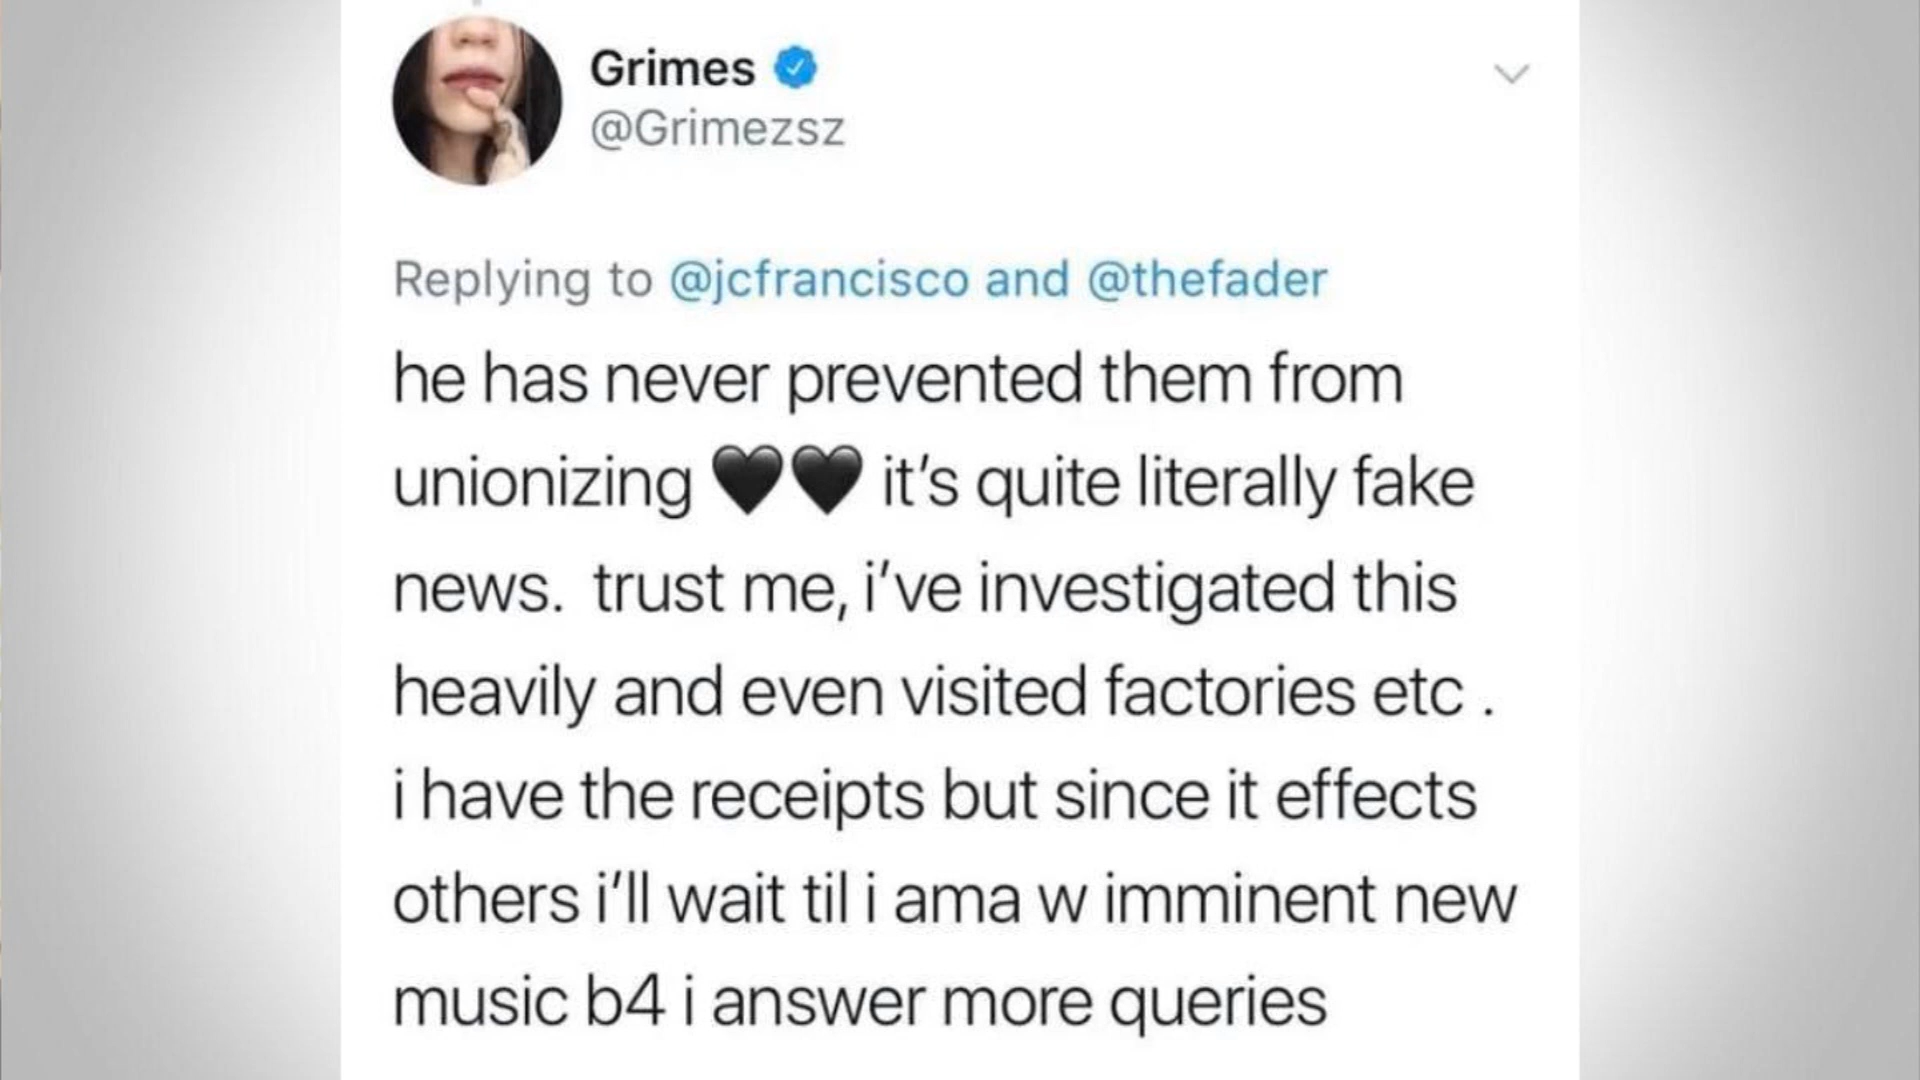 Grimes
@Grimezsz
Replying to @jcfrancisco and @thefader
he has never prevented them from
unionizing 🖤🖤 it’s quite literally fake
news.  trust me, i’ve investigated this
heavily and even visited factories etc .
i have the receipts but since it effects
others i’ll wait til i ama w imminent new
music b4 i answer more queries